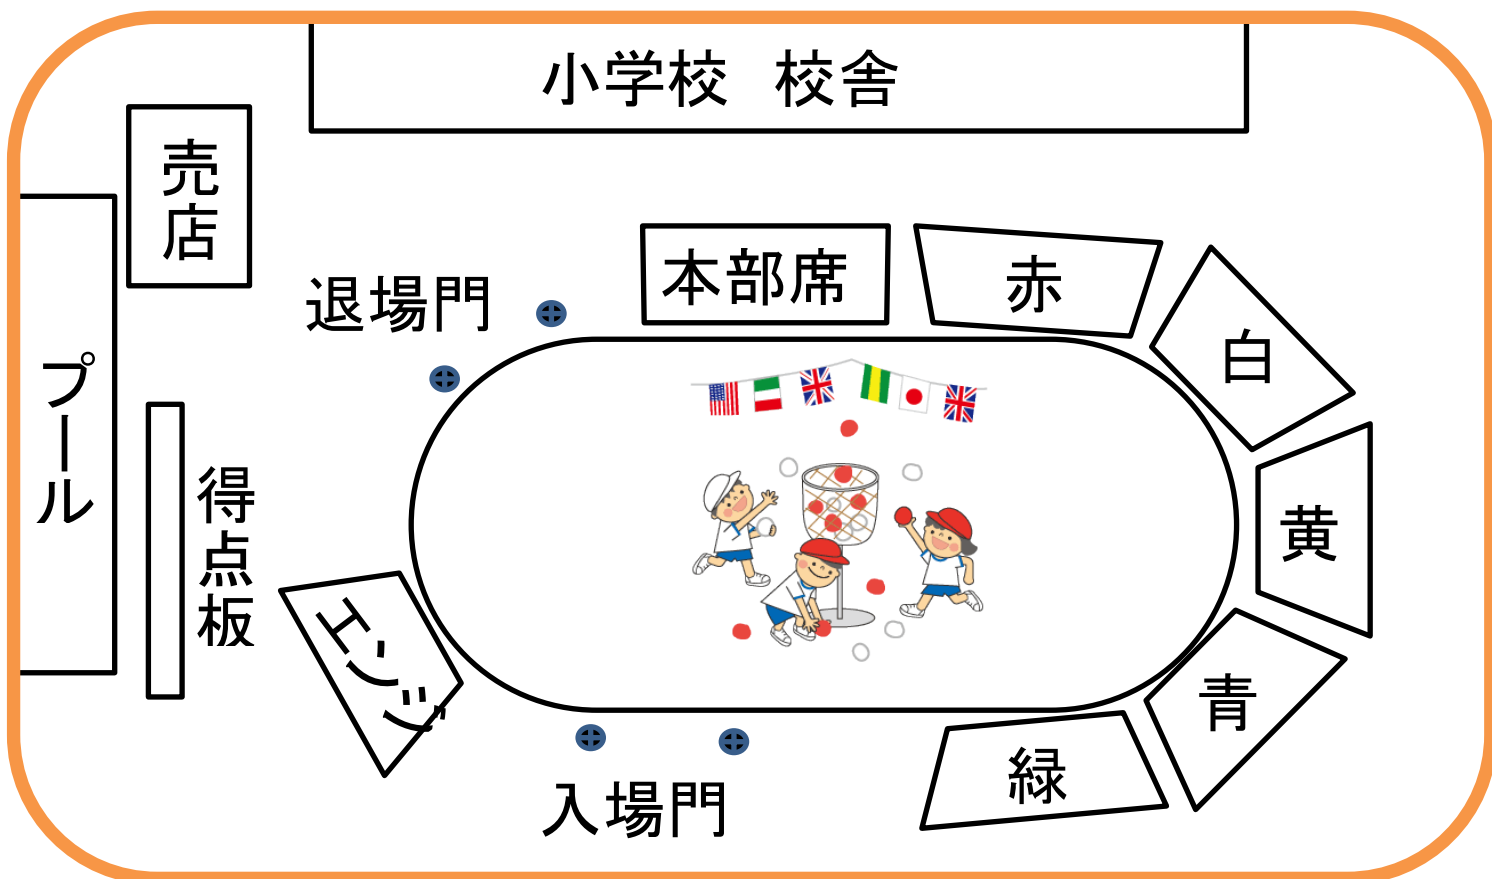 小学校　校舎
売店
本部席
赤
退場門
白
プール
得点板
黄
エンジ
青
緑
入場門